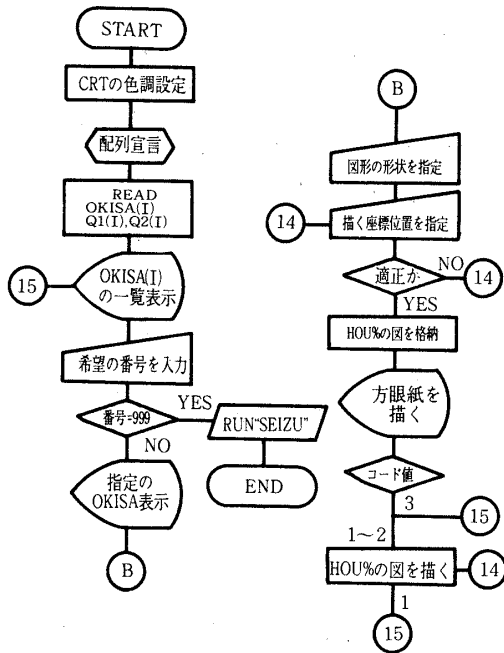 START
CRTの色調設定
配列宣言
READ
OKISA(I)
Q1(I),Q2(I)
15
OKISA(I)
の一覧表示
希望の番号を入力
番号=999
YES
RUN"SEIZU"
NO
END
指定の
OKISA表示
B
B
図形の形状を指定
14
描く座標位置を指定
適正か
NO
14
YES
HOU%の図を格納
方眼紙を
描く
コード値
3
15
1〜2
HOU%の図を描く
14
1
15